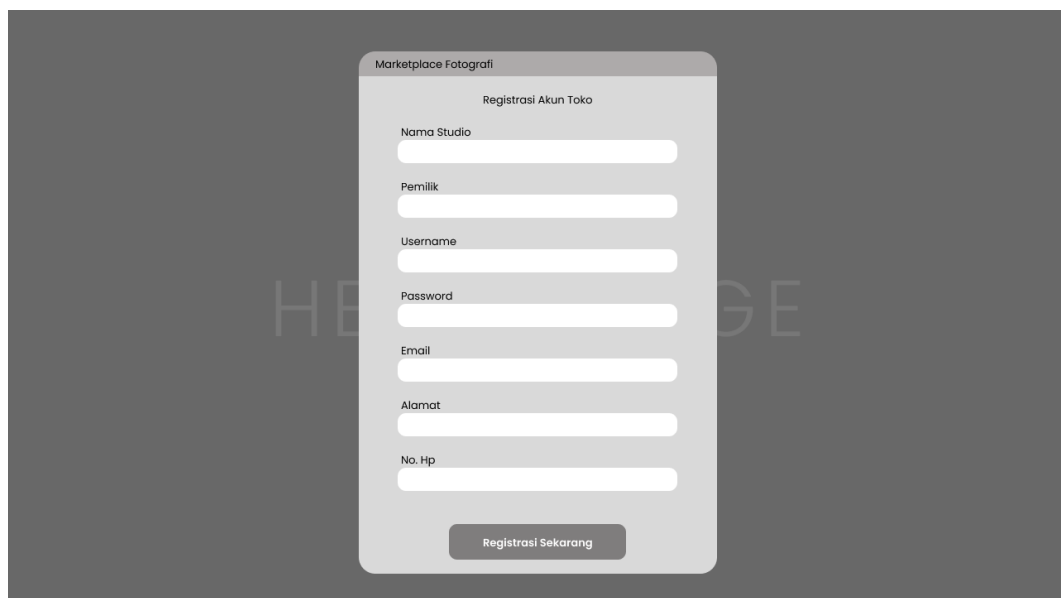 Marketplace Fotografi
Registrasi Akun Toko
Nama Studio
Pemilik
Username
Password
Email
Alamat
No. Hp
Registrasi Sekarang